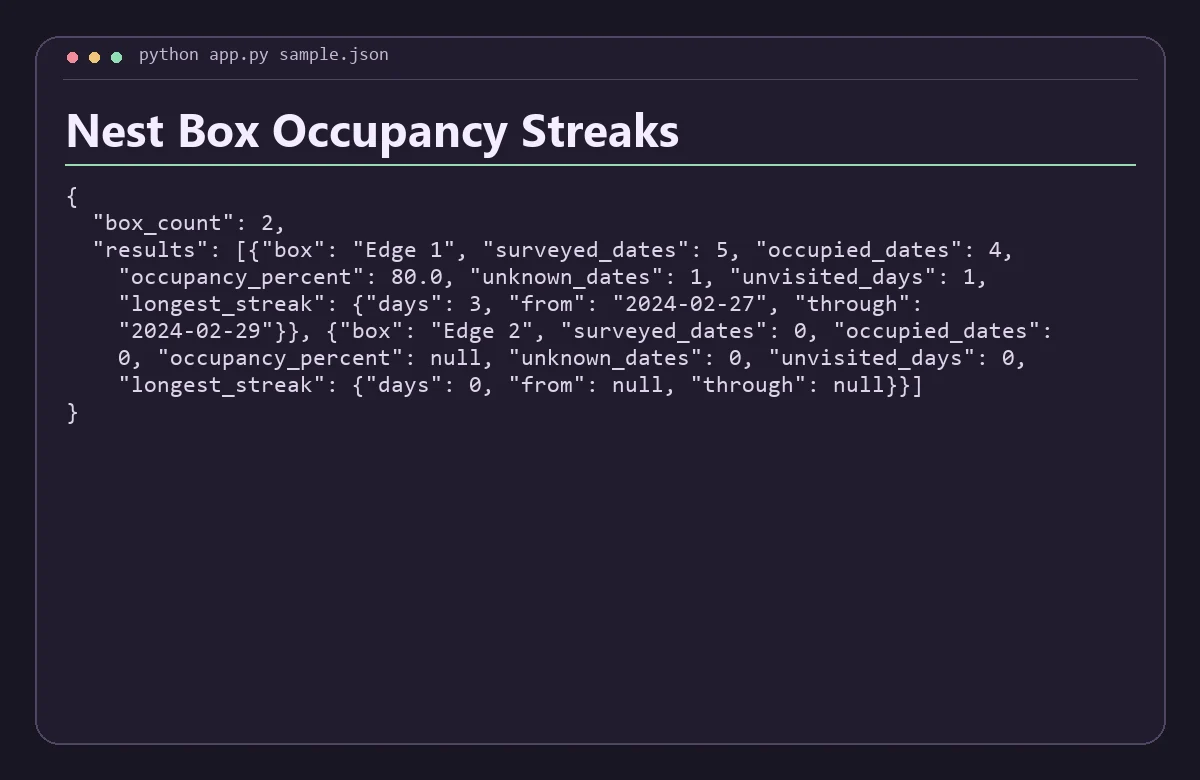 python app.py sample.json
Nest Box Occupancy Streaks
{
  "box_count": 2,
  "results": [{"box": "Edge 1", "surveyed_dates": 5, "occupied_dates": 4,
    "occupancy_percent": 80.0, "unknown_dates": 1, "unvisited_days": 1,
    "longest_streak": {"days": 3, "from": "2024-02-27", "through":
    "2024-02-29"}}, {"box": "Edge 2", "surveyed_dates": 0, "occupied_dates":
    0, "occupancy_percent": null, "unknown_dates": 0, "unvisited_days": 0,
    "longest_streak": {"days": 0, "from": null, "through": null}}]
}